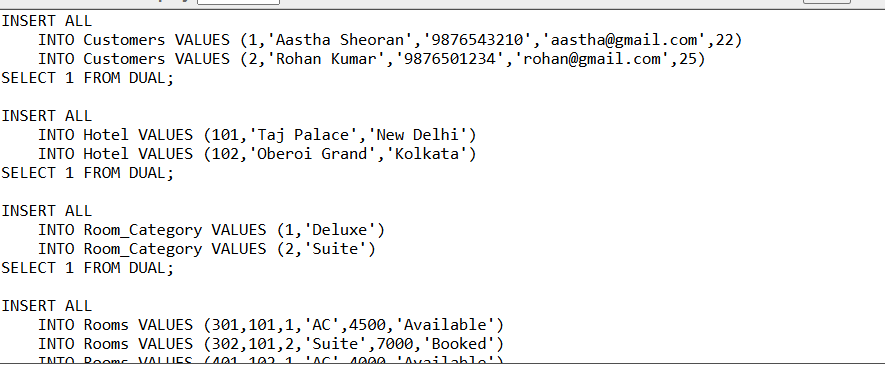 INSERT ALL
    INTO Customers VALUES (1,'Aastha Sheoran','9876543210','aastha@gmail.com',22)
    INTO Customers VALUES (2,'Rohan Kumar','9876501234','rohan@gmail.com',25)
SELECT 1 FROM DUAL;

INSERT ALL
    INTO Hotel VALUES (101,'Taj Palace','New Delhi')
    INTO Hotel VALUES (102,'Oberoi Grand','Kolkata')
SELECT 1 FROM DUAL;

INSERT ALL
    INTO Room_Category VALUES (1,'Deluxe')
    INTO Room_Category VALUES (2,'Suite')
SELECT 1 FROM DUAL;

INSERT ALL
    INTO Rooms VALUES (301,101,1,'AC',4500,'Available')
    INTO Rooms VALUES (302,101,2,'Suite',7000,'Booked')
    INTO Rooms VALUES (401,102,1,'AC',4000,'Available')